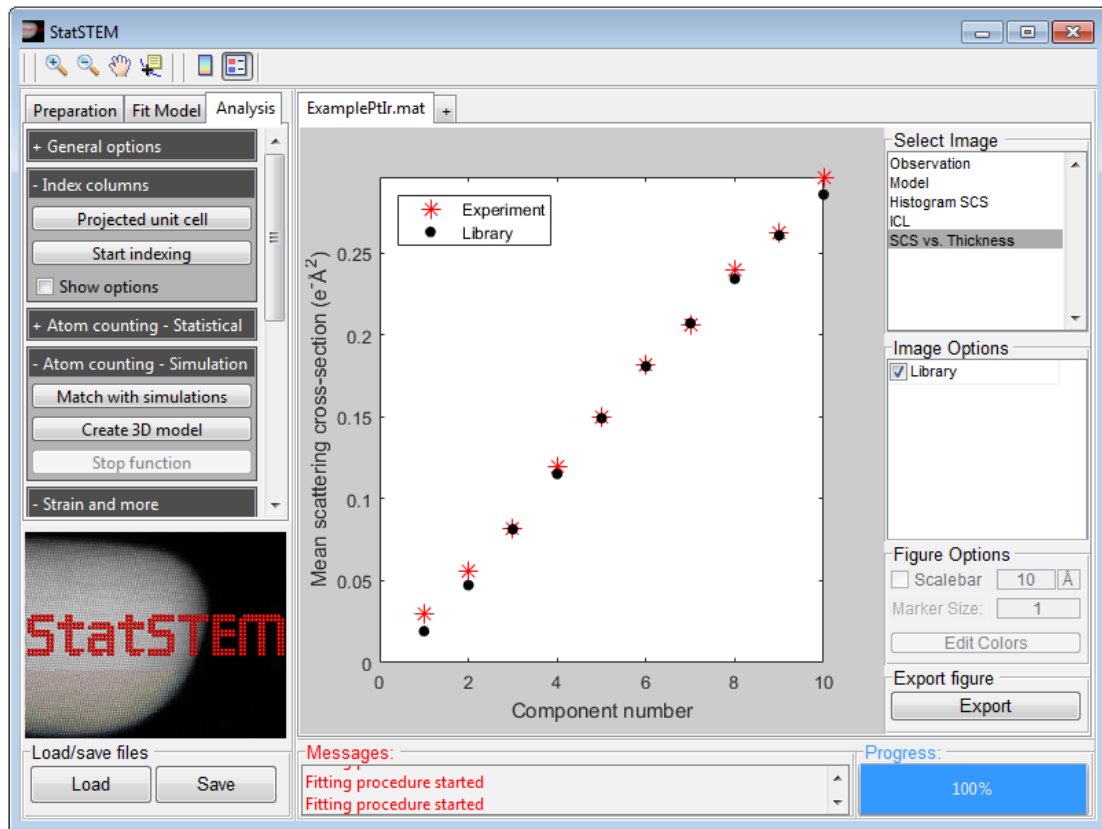 StatSTEM
Preparation
Fit Model
Analysis
+ General options
- Index columns
Projected unit cell
Start indexing
Show options
+ Atom counting - Statistical
- Atom counting - Simulation
Match with simulations
Create 3D model
Stop function
- Strain and more
StatSTEM
Load/save files
Load
Save
ExamplePtIr.mat
+
Experiment
Library
Mean scattering cross-section (e⁻Å²)
0.25
0.2
0.15
0.1
0.05
0
0 2 4 6 8 10
Component number
Select Image
Observation
Model
Histogram SCS
ICL
SCS vs. Thickness
Image Options
Library
Figure Options
Scalebar 10 Å
Marker Size: 1
Edit Colors
Export figure
Export
Messages:
Fitting procedure started
Fitting procedure started
Progress:
100%